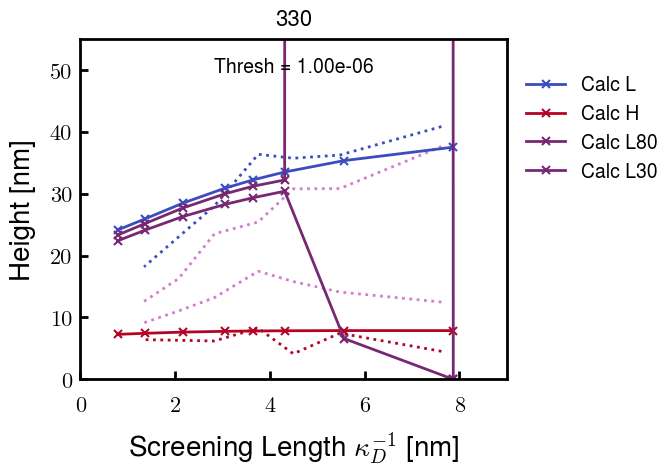 330
Thresh = 1.00e-06
Height [nm]
50
40
30
20
10
0
0 2 4 6 8
Screening Length κ_D^{-1} [nm]
Calc L
Calc H
Calc L80
Calc L30